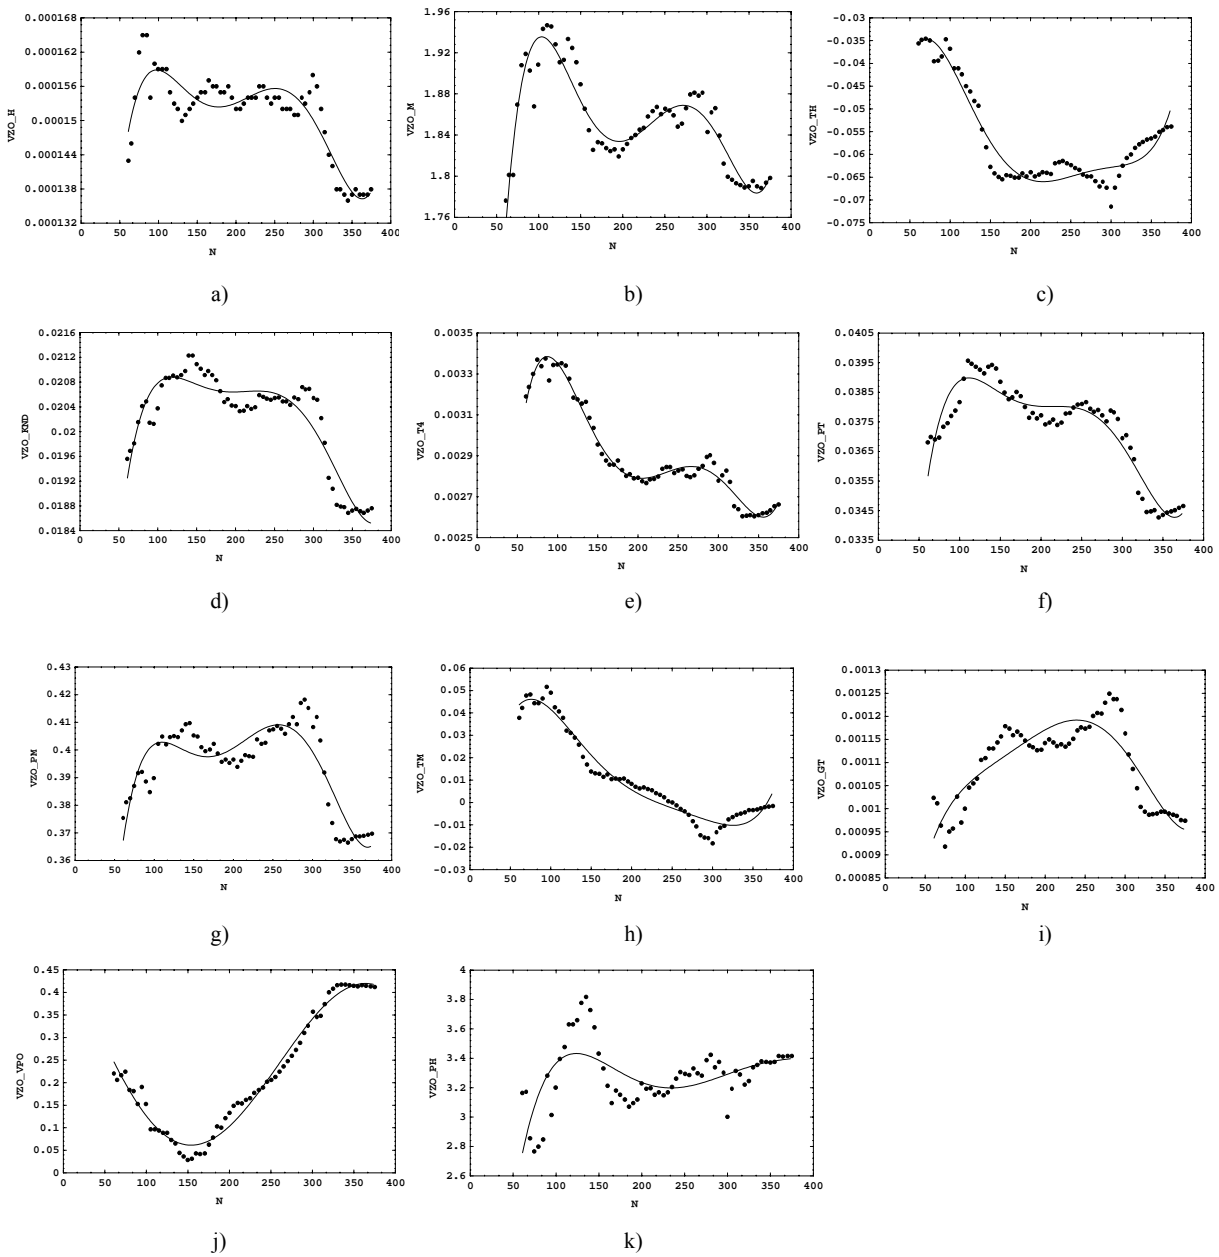 0.000168
0.000162
0.000156
0.00015
0.000144
0.000138
0.000132
VZO_H
0 50 100 150 200 250 300 350 400
N
a)
1.96
1.92
1.88
1.84
1.8
1.76
VZO_M
0 50 100 150 200 250 300 350 400
N
b)
-0.03
-0.035
-0.04
-0.045
-0.05
-0.055
-0.06
-0.065
-0.07
-0.075
VZO_TH
0 50 100 150 200 250 300 350 400
N
c)
0.0216
0.0212
0.0208
0.0204
0.02
0.0196
0.0192
0.0188
0.0184
VZO_KND
0 50 100 150 200 250 300 350 400
N
d)
0.0035
0.0033
0.0031
0.0029
0.0027
0.0025
VZO_T4
0 50 100 150 200 250 300 350 400
N
e)
0.0405
0.0395
0.0385
0.0375
0.0365
0.0355
0.0345
0.0335
VZO_PT
0 50 100 150 200 250 300 350 400
N
f)
0.43
0.42
0.41
0.4
0.39
0.38
0.37
0.36
VZO_PM
0 50 100 150 200 250 300 350 400
N
g)
0.06
0.05
0.04
0.03
0.02
0.01
0
-0.01
-0.02
-0.03
VZO_TM
0 50 100 150 200 250 300 350 400
N
h)
0.0013
0.00125
0.0012
0.00115
0.0011
0.00105
0.001
0.00095
0.0009
0.00085
VZO_GT
0 50 100 150 200 250 300 350 400
N
i)
0.45
0.4
0.35
0.3
0.25
0.2
0.15
0.1
0.05
0
VZO_VPO
0 50 100 150 200 250 300 350 400
N
j)
4
3.8
3.6
3.4
3.2
3
2.8
2.6
VZO_PH
0 50 100 150 200 250 300 350 400
N
k)